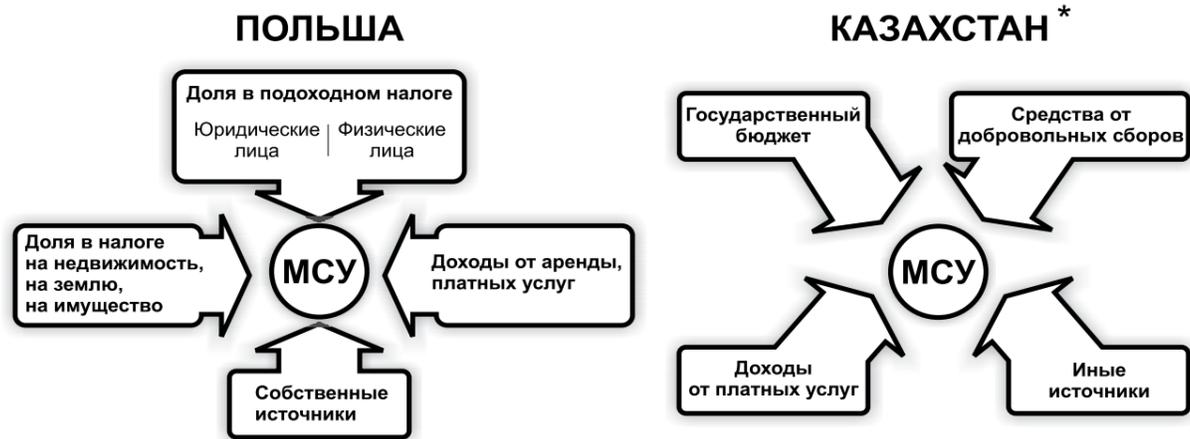 ПОЛЬША
Доля в подоходном налоге
Юридические лица
Физические лица
Доля в налоге
на недвижимость,
на землю,
на имущество
МСУ
Доходы от аренды,
платных услуг
Собственные
источники
КАЗАХСТАН *
Государственный
бюджет
Средства от
добровольных сборов
МСУ
Доходы
от платных услуг
Иные
источники